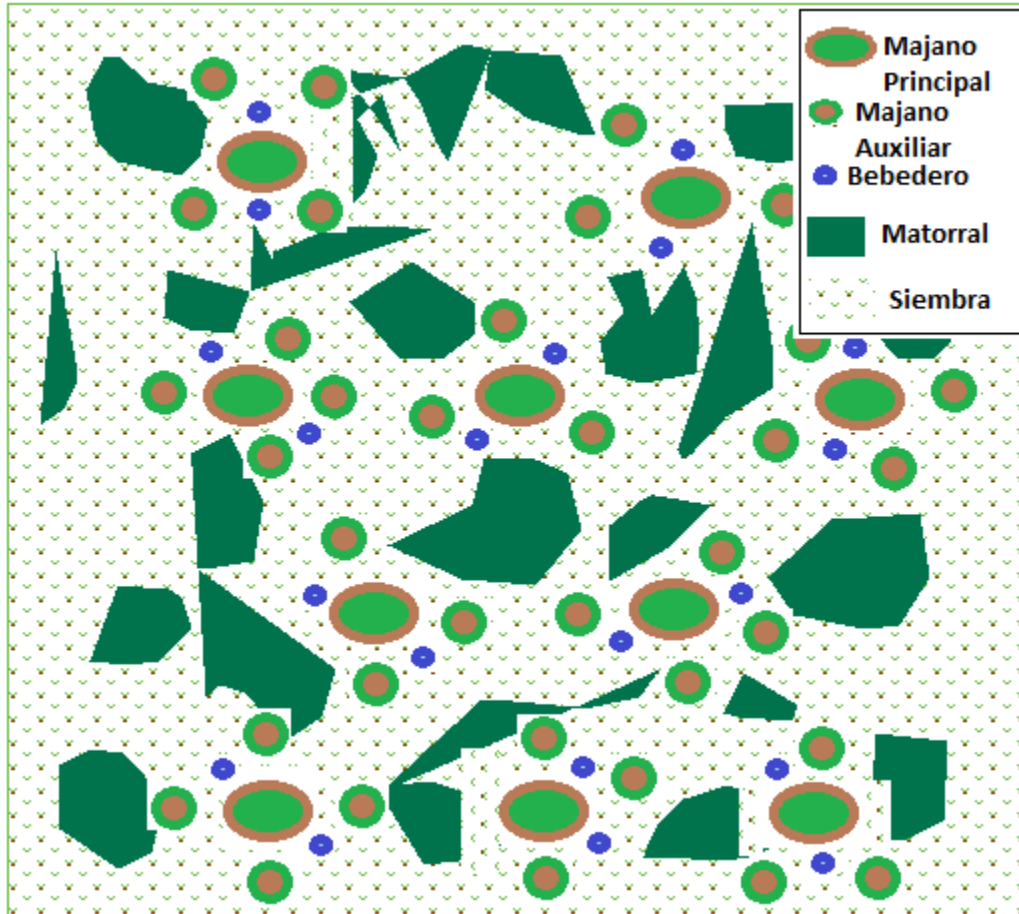 Majano
Principal
Majano
Auxiliar
Bebedero
Matorral
Siembra